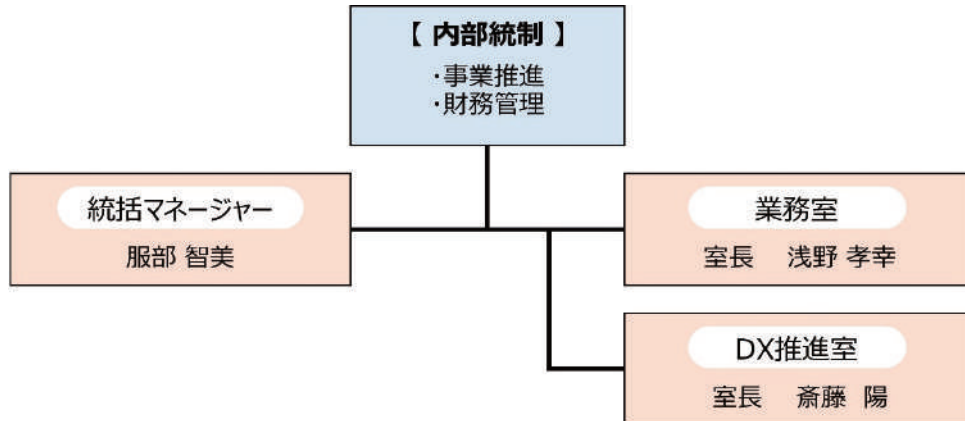 【 内部統制 】
・事業推進
・財務管理
統括マネージャー
服部 智美
業務室
室長　浅野 孝幸
DX推進室
室長　斎藤 陽